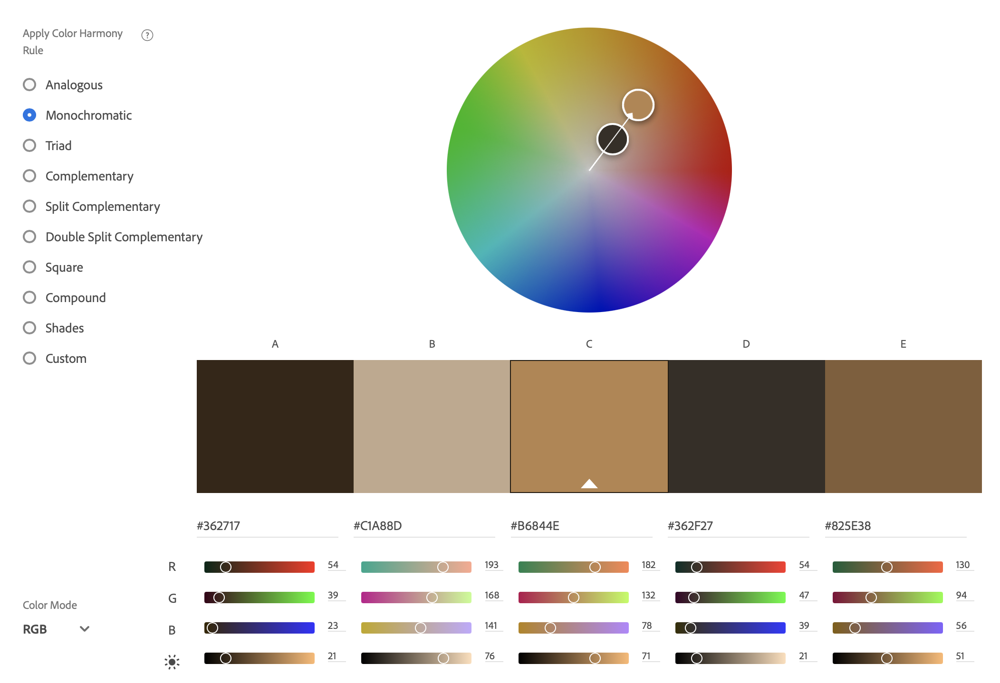 Apply Color Harmony
Rule
?
Analogous
Monochromatic
Triad
Complementary
Split Complementary
Double Split Complementary
Square
Compound
Shades
Custom
A B C D E
#362717 #C1A88D #B6844E #362F27 #825E38
R 54 193 182 54 130
G 39 168 132 47 94
Color Mode
B 23 141 78 39 56
RGB
21 76 71 21 51